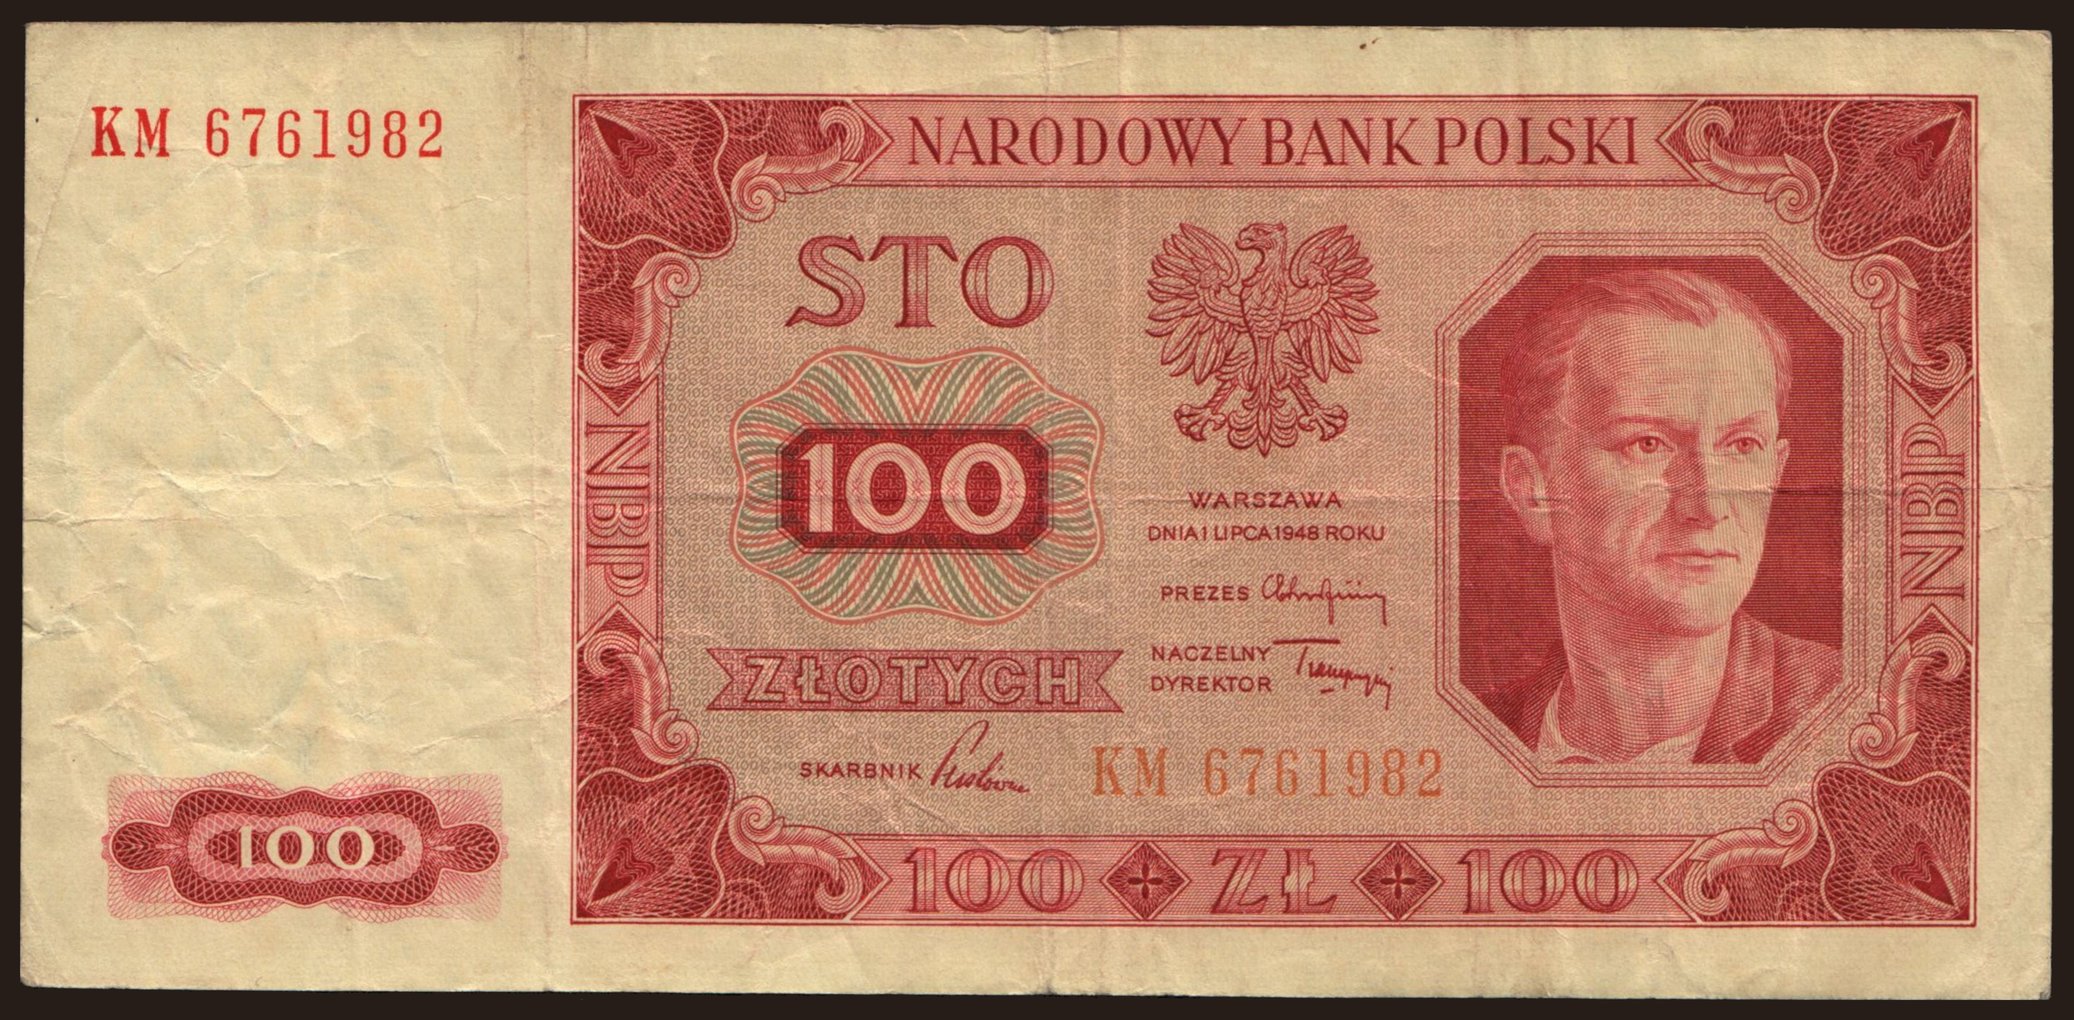 KM 6761982
NARODOWY BANK POLSKI
STO
100
ZŁOTYCH
WARSZAWA
DNIA 1 LIPCA 1948 ROKU
PREZES
NACZELNY
DYREKTOR
SKARBNIK
KM 6761982
NBP
NBP
100
100 ZŁ 100